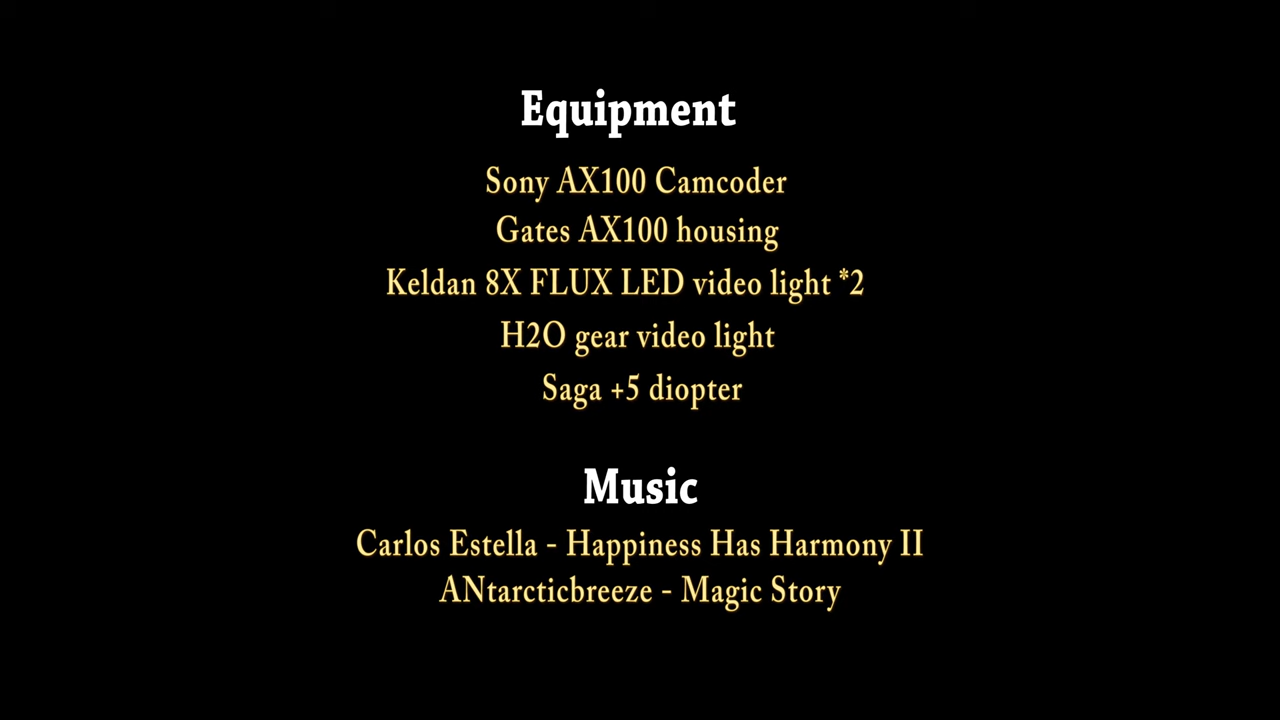 Equipment
Sony AX100 Camcoder
Gates AX100 housing
Keldan 8X FLUX LED video light *2
H2O gear video light
Saga +5 diopter
Music
Carlos Estella - Happiness Has Harmony II
ANtarcticbreeze - Magic Story